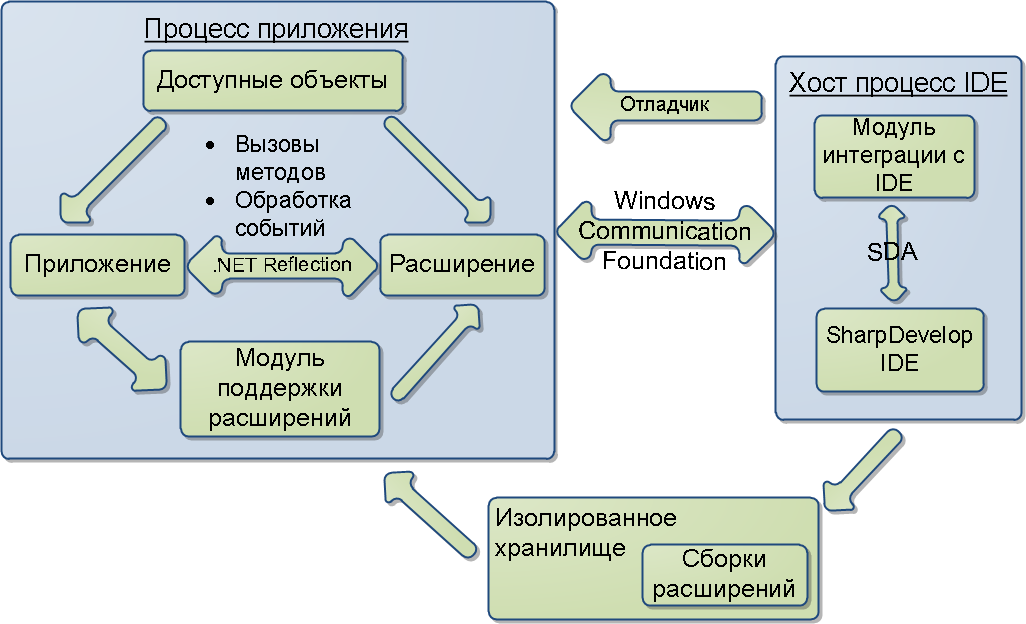 Процесс приложения
Доступные объекты
• Вызовы
методов
• Обработка
событий
Приложение
.NET Reflection
Расширение
Модуль
поддержки
расширений
Отладчик
Windows
Communication
Foundation
Хост процесс IDE
Модуль
интеграции с
IDE
SDA
SharpDevelop
IDE
Изолированное
хранилище
Сборки
расширений